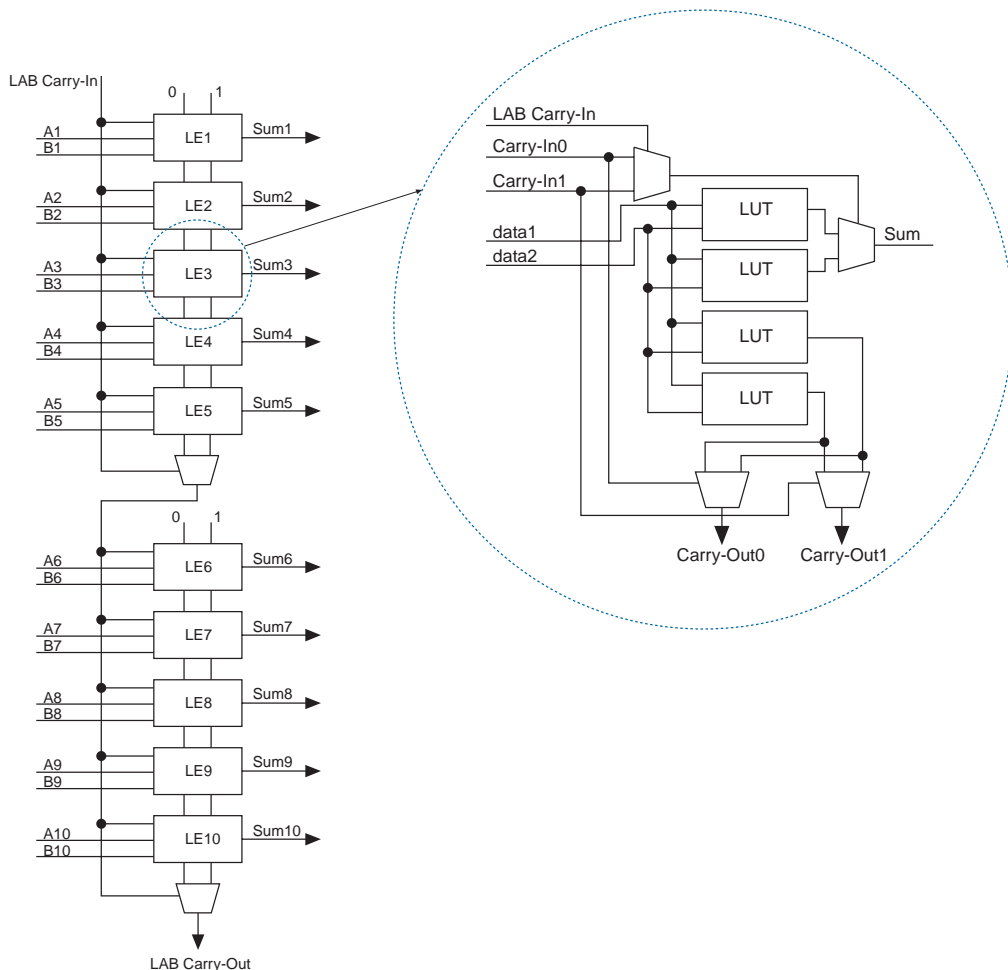 LAB Carry-In
0 1
A1
B1
LE1
Sum1
A2
B2
LE2
Sum2
A3
B3
LE3
Sum3
A4
B4
LE4
Sum4
A5
B5
LE5
Sum5
0 1
A6
B6
LE6
Sum6
A7
B7
LE7
Sum7
A8
B8
LE8
Sum8
A9
B9
LE9
Sum9
A10
B10
LE10
Sum10
LAB Carry-Out
LAB Carry-In
Carry-In0
Carry-In1
data1
data2
LUT
LUT
LUT
LUT
Sum
Carry-Out0
Carry-Out1